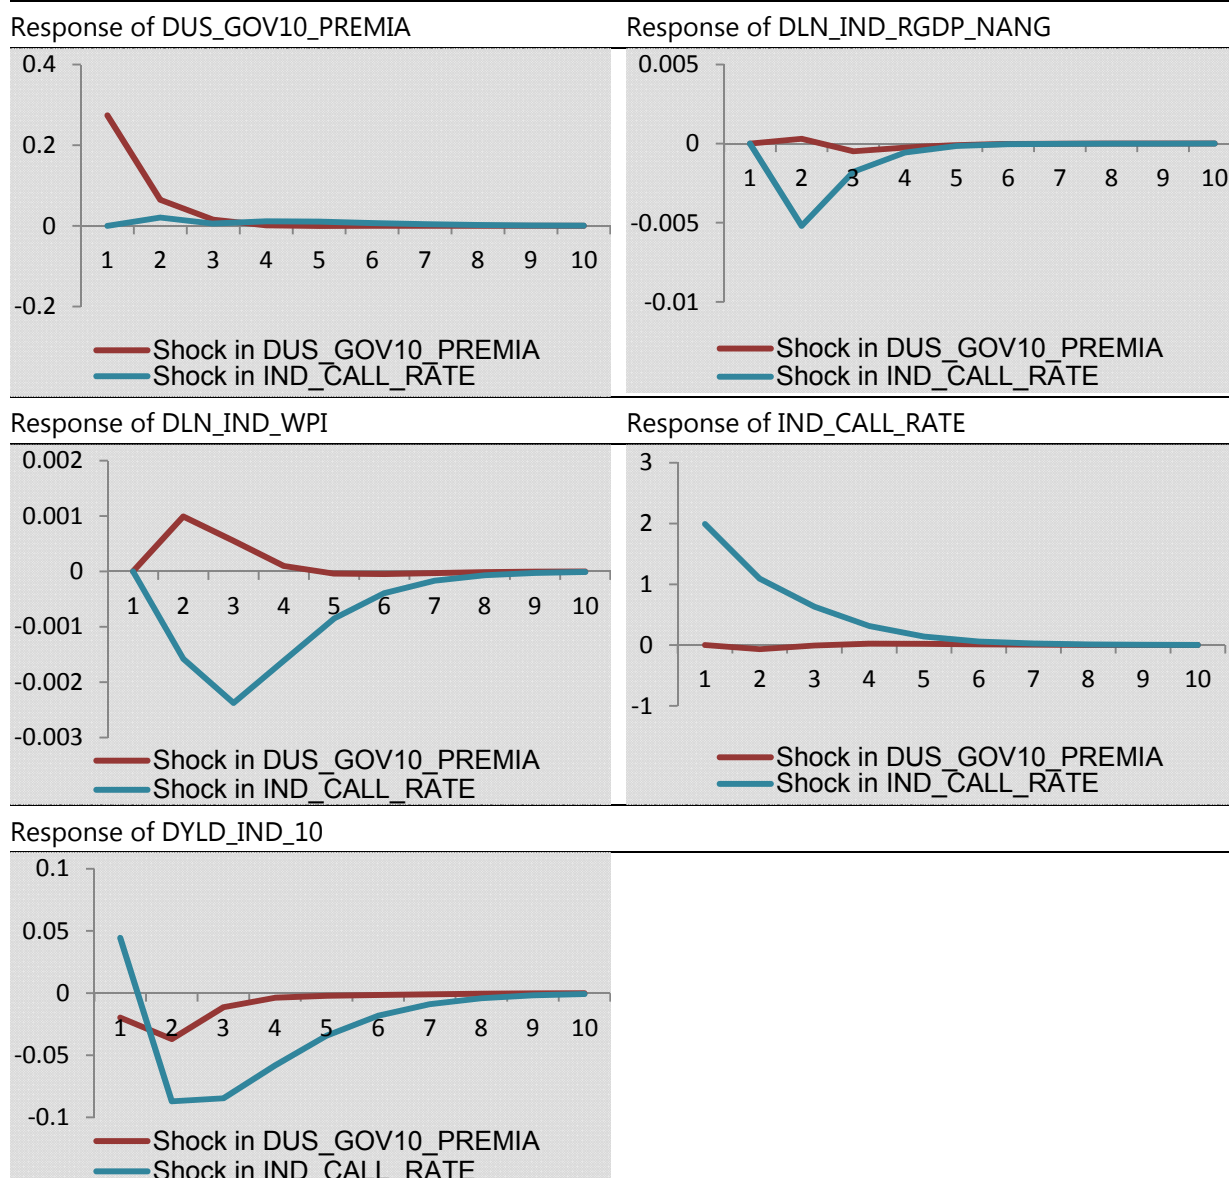 Response of DUS_GOV10_PREMIA
Response of DLN_IND_RGDP_NANG
0.4
0.2
0
-0.2
1 2 3 4 5 6 7 8 9 10
Shock in DUS_GOV10_PREMIA
Shock in IND_CALL_RATE
0.005
0
-0.005
-0.01
1 2 3 4 5 6 7 8 9 10
Shock in DUS_GOV10_PREMIA
Shock in IND_CALL_RATE
Response of DLN_IND_WPI
Response of IND_CALL_RATE
0.002
0.001
0
-0.001
-0.002
-0.003
1 2 3 4 5 6 7 8 9 10
Shock in DUS_GOV10_PREMIA
Shock in IND_CALL_RATE
3
2
1
0
-1
1 2 3 4 5 6 7 8 9 10
Shock in DUS_GOV10_PREMIA
Shock in IND_CALL_RATE
Response of DYLD_IND_10
0.1
0.05
0
-0.05
-0.1
1 2 3 4 5 6 7 8 9 10
Shock in DUS_GOV10_PREMIA
Shock in IND_CALL_RATE